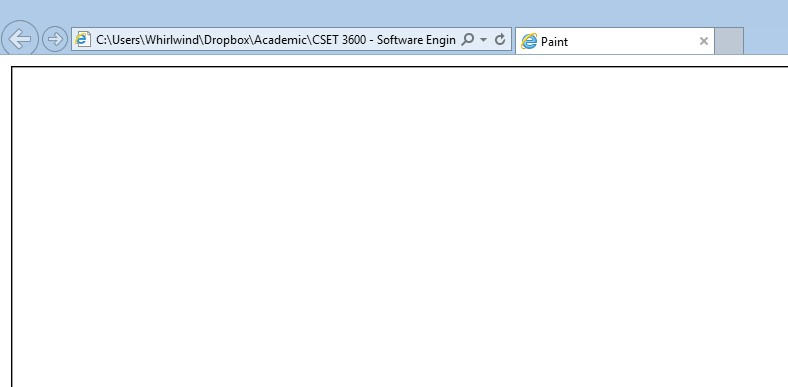 C:\Users\Whirlwind\Dropbox\Academic\CSET 3600 - Software Engin
Paint